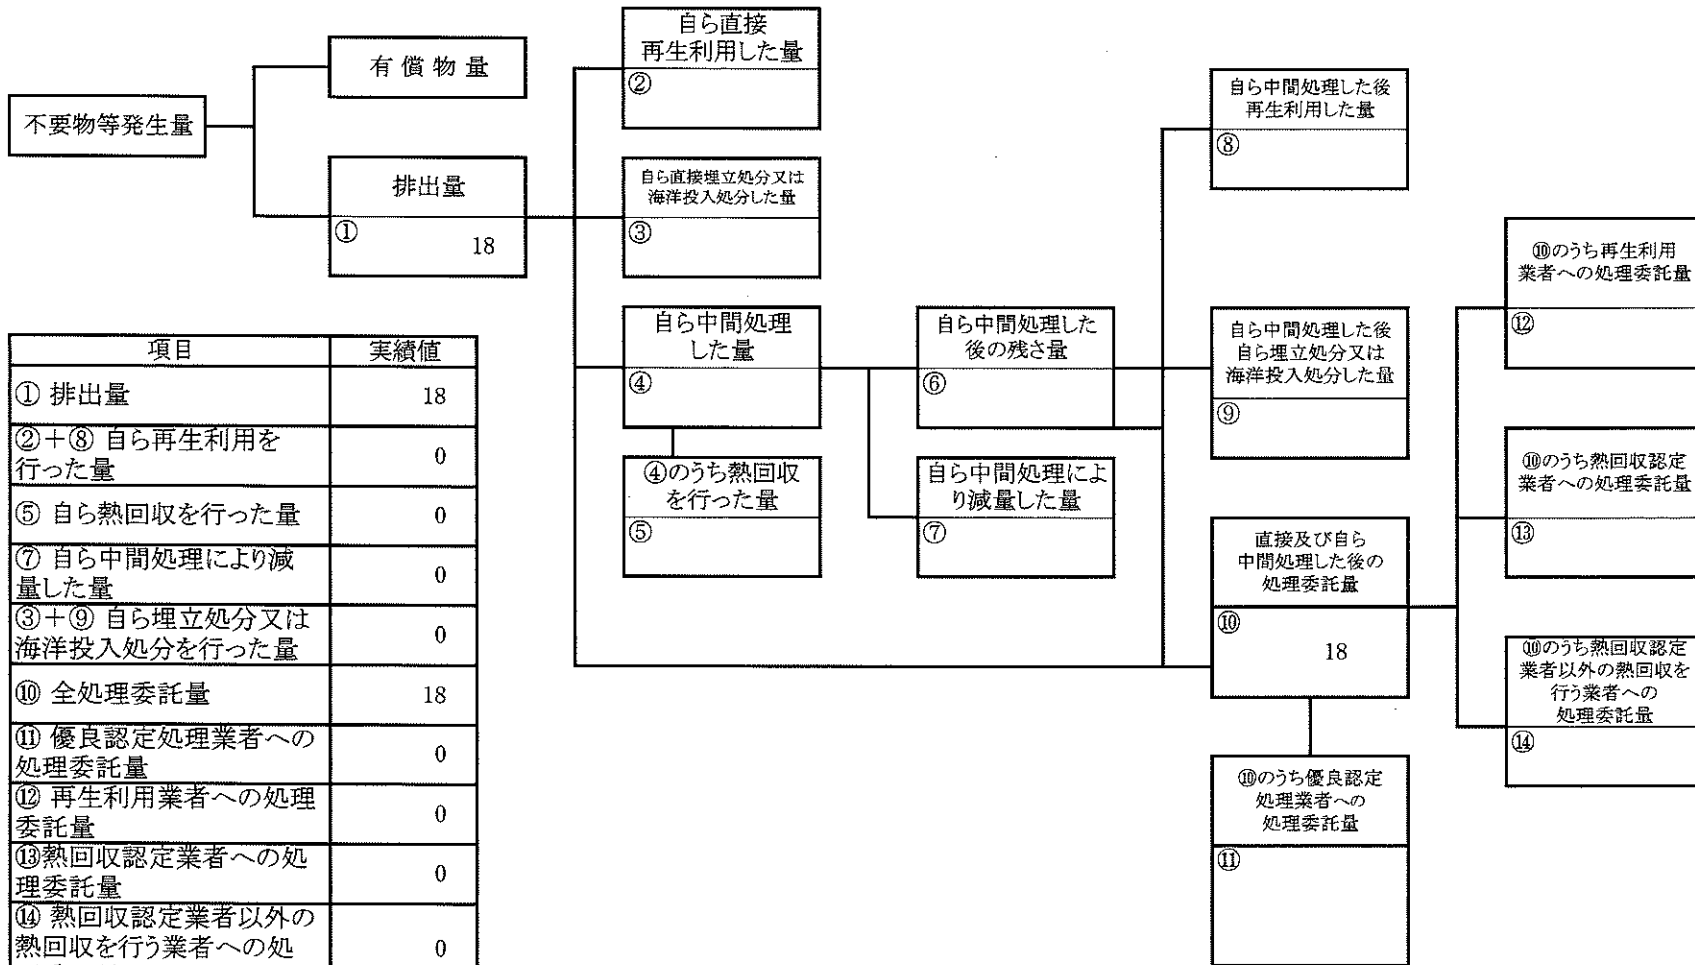 不要物等発生量
有償物量
排出量
①
18
自ら直接
再生利用した量
②
自ら直接埋立処分又は
海洋投入処分した量
③
自ら中間処理
した量
④
④のうち熱回収
を行った量
⑤
自ら中間処理した
後の残さ量
⑥
自ら中間処理によ
り減量した量
⑦
自ら中間処理した後
再生利用した量
⑧
自ら中間処理した後
自ら埋立処分又は
海洋投入処分した量
⑨
直接及び自ら
中間処理した後の
処理委託量
⑩
18
⑩のうち優良認定
処理業者への
処理委託量
⑪
⑩のうち再生利用
業者への処理委託量
⑫
⑩のうち熱回収認定
業者への処理委託量
⑬
⑩のうち熱回収認定
業者以外の熱回収を
行う業者への
処理委託量
⑭
項目 実績値
① 排出量 18
②+⑧ 自ら再生利用を
行った量 0
⑤ 自ら熱回収を行った量 0
⑦ 自ら中間処理により減
量した量 0
③+⑨ 自ら埋立処分又は
海洋投入処分を行った量 0
⑩ 全処理委託量 18
⑪ 優良認定処理業者への
処理委託量 0
⑫ 再生利用業者への処理
委託量 0
⑬熱回収認定業者への処
理委託量 0
⑭ 熱回収認定業者以外の
熱回収を行う業者への処 0